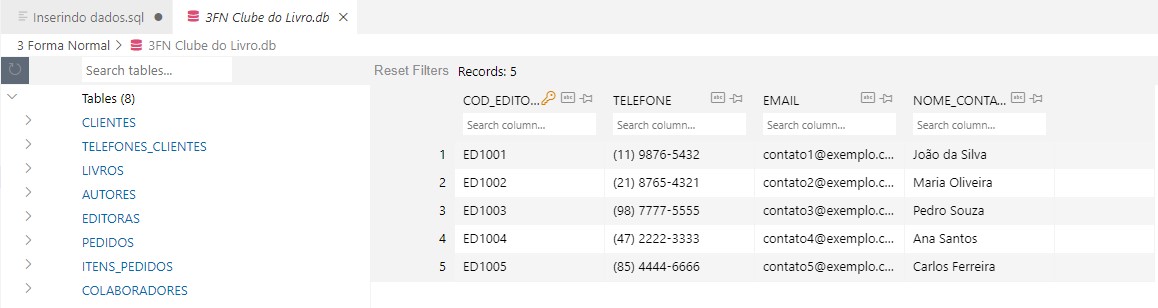 Inserindo dados.sql
3FN Clube do Livro.db
3 Forma Normal > 3FN Clube do Livro.db
Search tables...
Reset Filters Records: 5
Tables (8)
CLIENTES
TELEFONES_CLIENTES
LIVROS
AUTORES
EDITORAS
PEDIDOS
ITENS_PEDIDOS
COLABORADORES
COD_EDITO... abc TELEFONE abc EMAIL abc NOME_CONTA... abc
Search column... Search column... Search column... Search column...
1 ED1001 (11) 9876-5432 contato1@exemplo.c... João da Silva
2 ED1002 (21) 8765-4321 contato2@exemplo.c... Maria Oliveira
3 ED1003 (98) 7777-5555 contato3@exemplo.c... Pedro Souza
4 ED1004 (47) 2222-3333 contato4@exemplo.c... Ana Santos
5 ED1005 (85) 4444-6666 contato5@exemplo.c... Carlos Ferreira